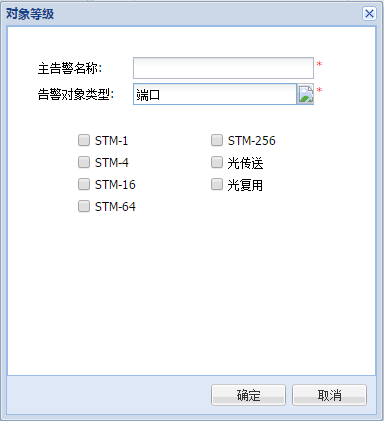 对象等级
主告警名称: *
告警对象类型: 端口 *
STM-1 STM-256
STM-4 光传送
STM-16 光复用
STM-64
确定 取消